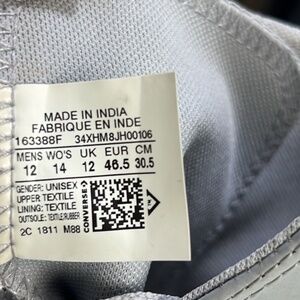 MADE IN INDIA
FABRIQUE EN INDE
163388F 34XHM8JH00106
MENS WO'S UK EUR CM
12 14 12 46.5 30.5
GENDER: UNISEX
UPPER: TEXTILE
LINING: TEXTILE
OUTSOLE: TEXTILE,RUBBER
2C 1811 M88
CONVERSE